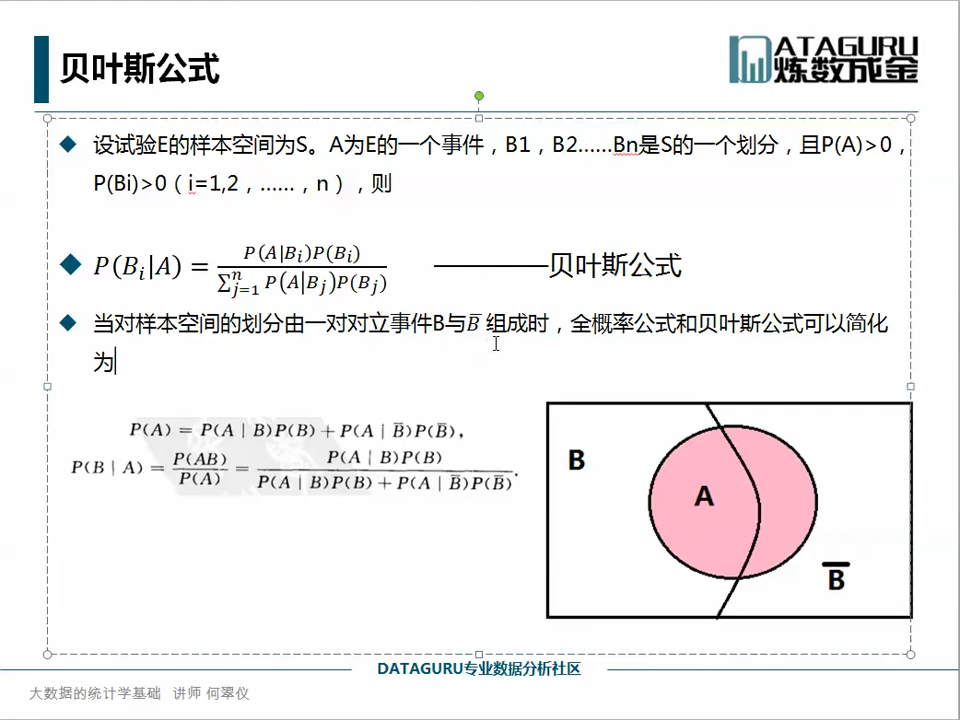 贝叶斯公式
DATAGURU
炼数成金
设试验E的样本空间为S。A为E的一个事件，B1，B2……Bn是S的一个划分，且P(A)>0，
P(Bi)>0（i=1,2，……，n），则
P(B_i|A) = \frac{P(A|B_i)P(B_i)}{\sum_{j=1}^{n} P(A|B_j)P(B_j)} ————贝叶斯公式
当对样本空间的划分由一对对立事件B与B̅ 组成时，全概率公式和贝叶斯公式可以简化
为
P(A) = P(A | B)P(B) + P(A | B̅)P(B̅),
P(B | A) = \frac{P(AB)}{P(A)} = \frac{P(A | B)P(B)}{P(A | B)P(B) + P(A | B̅)P(B̅)}.
B
A
B̅
DATAGURU专业数据分析社区
大数据的统计学基础 讲师 何翠仪